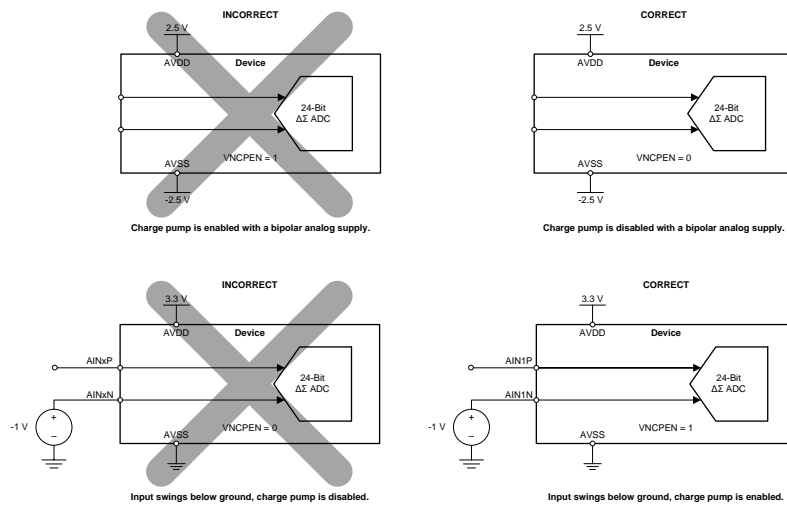 INCORRECT
2.5 V
AVDD
Device
24-Bit
ΔΣ ADC
AVSS
VNCPEN = 1
-2.5 V
Charge pump is enabled with a bipolar analog supply.
CORRECT
2.5 V
AVDD
Device
24-Bit
ΔΣ ADC
AVSS
VNCPEN = 0
-2.5 V
Charge pump is disabled with a bipolar analog supply.
INCORRECT
3.3 V
AVDD
Device
AINxP
24-Bit
ΔΣ ADC
AINxN
-1 V
+
–
AVSS
VNCPEN = 0
Input swings below ground, charge pump is disabled.
CORRECT
3.3 V
AVDD
Device
AIN1P
24-Bit
ΔΣ ADC
AIN1N
-1 V
+
–
AVSS
VNCPEN = 1
Input swings below ground, charge pump is enabled.